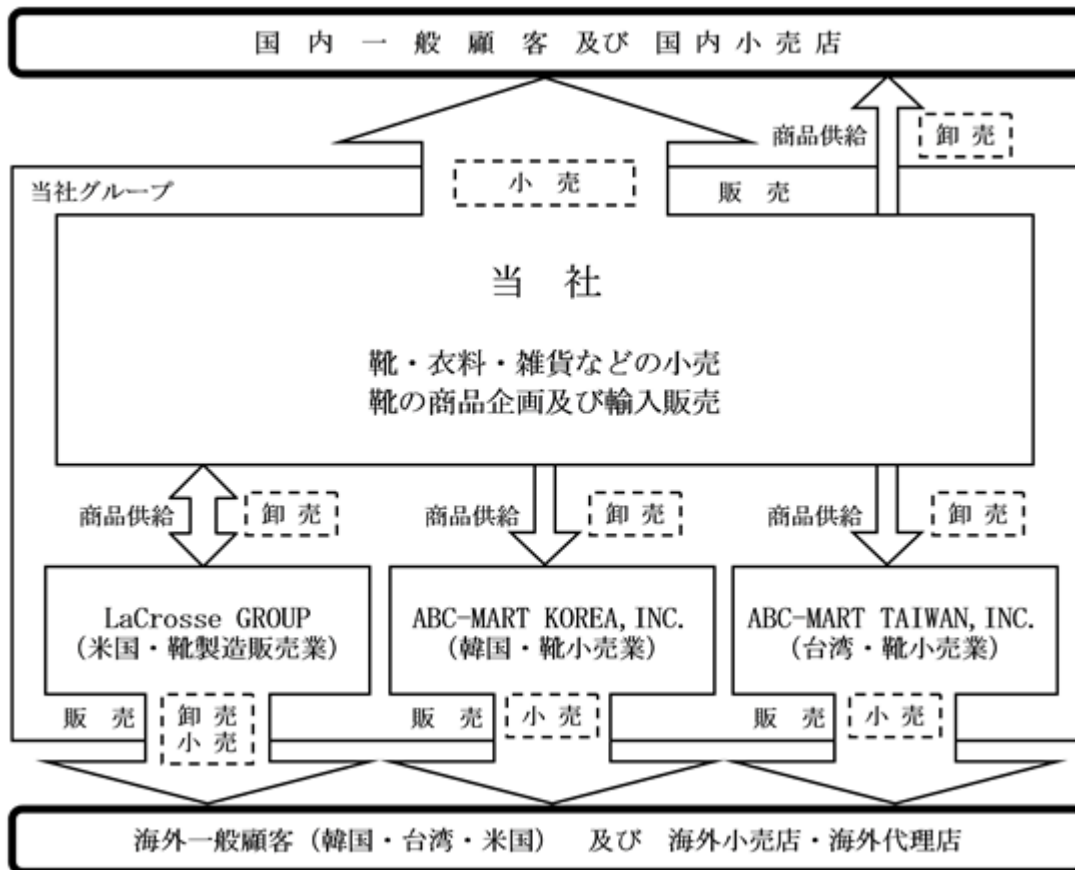 国内一般顧客及び国内小売店
商品供給
卸売
当社グループ
小売
販売
当社
靴・衣料・雑貨などの小売
靴の商品企画及び輸入販売
商品供給
卸売
商品供給
卸売
商品供給
卸売
LaCrosse GROUP
(米国・靴製造販売業)
ABC-MART KOREA, INC.
(韓国・靴小売業)
ABC-MART TAIWAN, INC.
(台湾・靴小売業)
販売
卸売
小売
販売
小売
販売
小売
海外一般顧客(韓国・台湾・米国) 及び 海外小売店・海外代理店